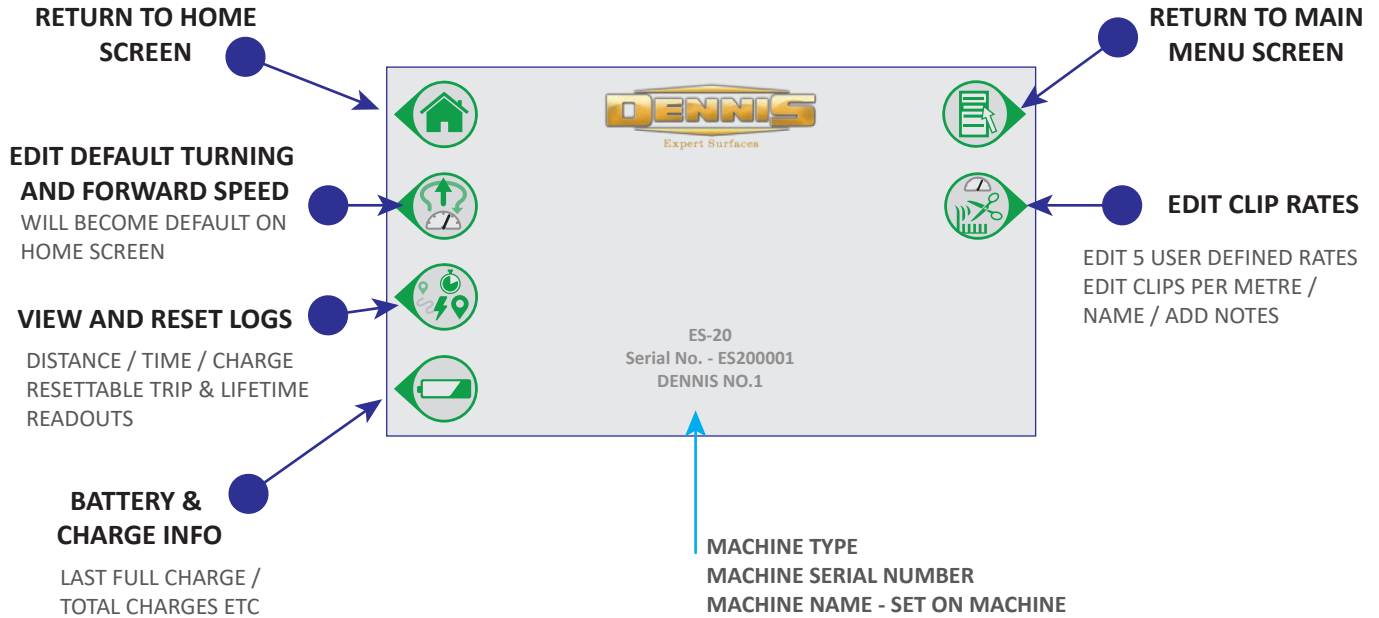 RETURN TO HOME
SCREEN
RETURN TO MAIN
MENU SCREEN
DENNIS
Expert Surfaces
EDIT DEFAULT TURNING
AND FORWARD SPEED
WILL BECOME DEFAULT ON
HOME SCREEN
EDIT CLIP RATES
EDIT 5 USER DEFINED RATES
EDIT CLIPS PER METRE /
NAME / ADD NOTES
VIEW AND RESET LOGS
DISTANCE / TIME / CHARGE
RESETTABLE TRIP & LIFETIME
READOUTS
ES-20
Serial No. - ES200001
DENNIS NO.1
BATTERY &
CHARGE INFO
LAST FULL CHARGE /
TOTAL CHARGES ETC
MACHINE TYPE
MACHINE SERIAL NUMBER
MACHINE NAME - SET ON MACHINE